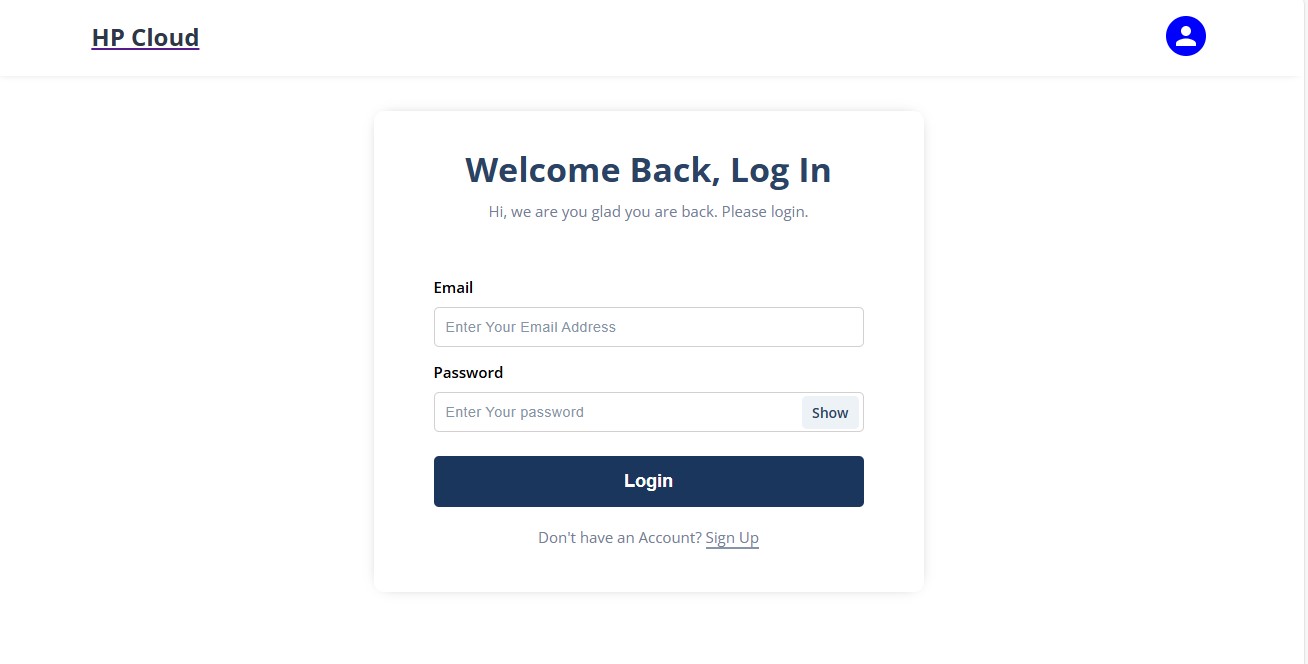 HP Cloud
Welcome Back, Log In
Hi, we are you glad you are back. Please login.
Email
Enter Your Email Address
Password
Enter Your password
Show
Login
Don't have an Account? Sign Up